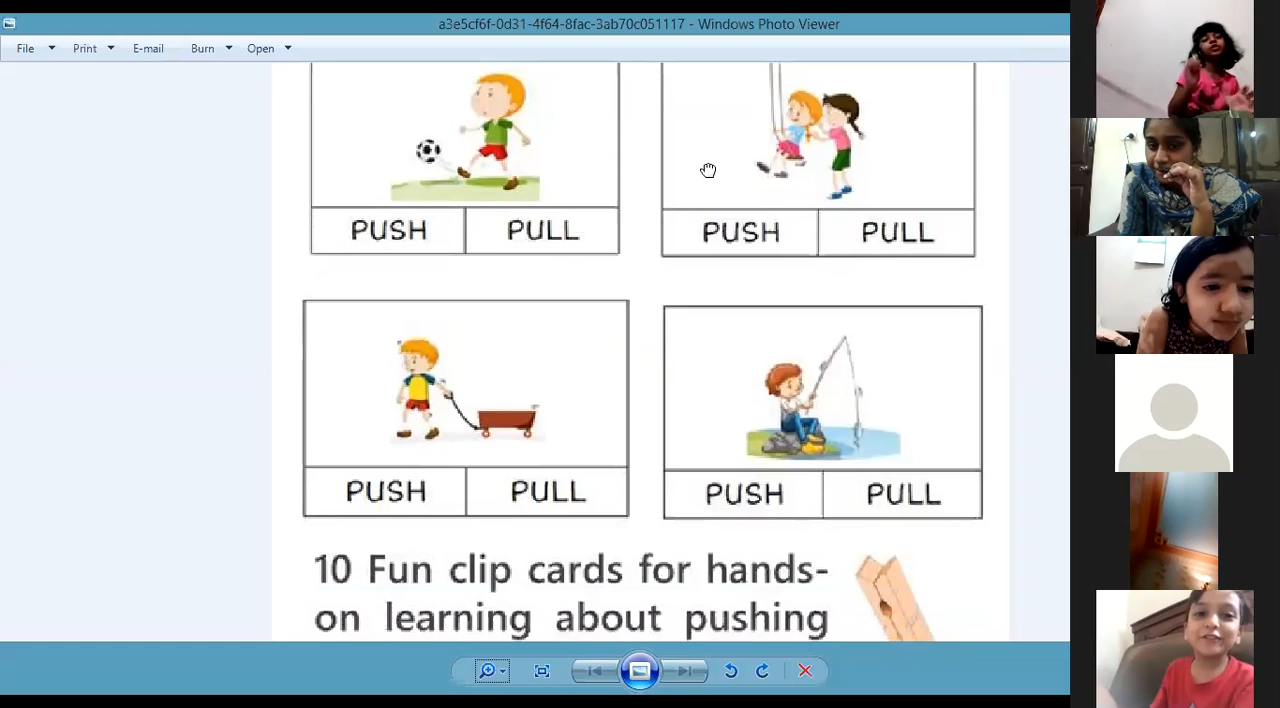 a3e5cf6f-0d31-4f64-8fac-3ab70c051117 - Windows Photo Viewer
File Print E-mail Burn Open
PUSH PULL PUSH PULL
PUSH PULL PUSH PULL
10 Fun clip cards for hands-
on learning about pushing